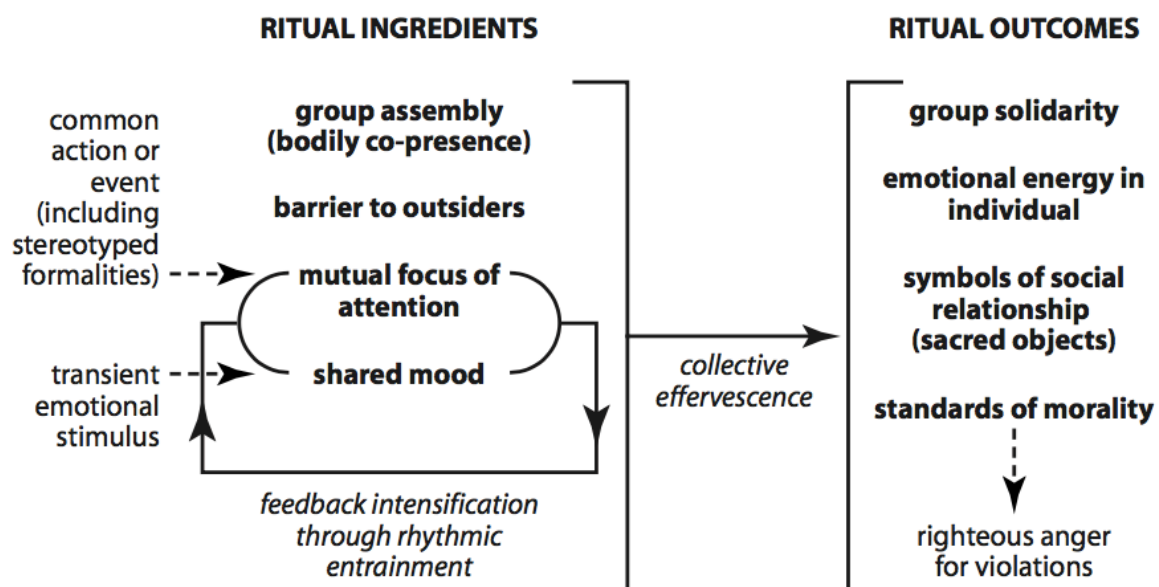 RITUAL INGREDIENTS
group assembly
(bodily co-presence)
barrier to outsiders
mutual focus of
attention
shared mood
common
action or
event
(including
stereotyped
formalities)
transient
emotional
stimulus
feedback intensification
through rhythmic
entrainment
collective
effervescence
RITUAL OUTCOMES
group solidarity
emotional energy in
individual
symbols of social
relationship
(sacred objects)
standards of morality
righteous anger
for violations